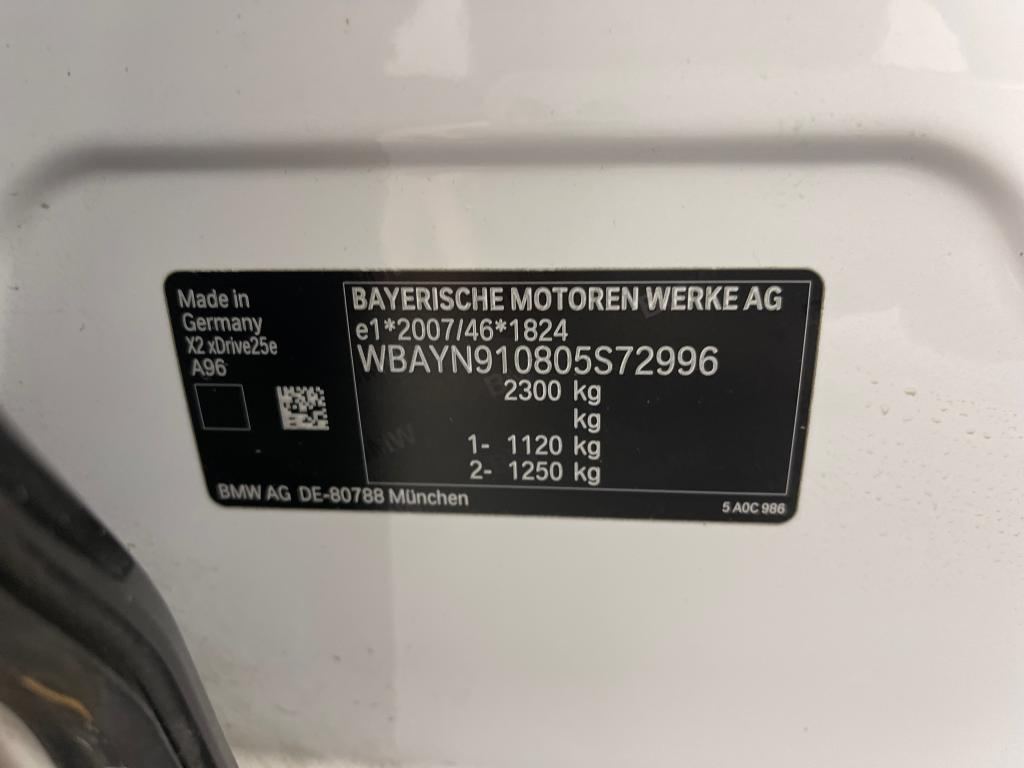 Made in
Germany
X2 xDrive25e
A96
BAYERISCHE MOTOREN WERKE AG
e1*2007/46*1824
WBAYN910805S72996
2300 kg
kg
1- 1120 kg
2- 1250 kg
BMW AG DE-80788 München
5 A0C 986